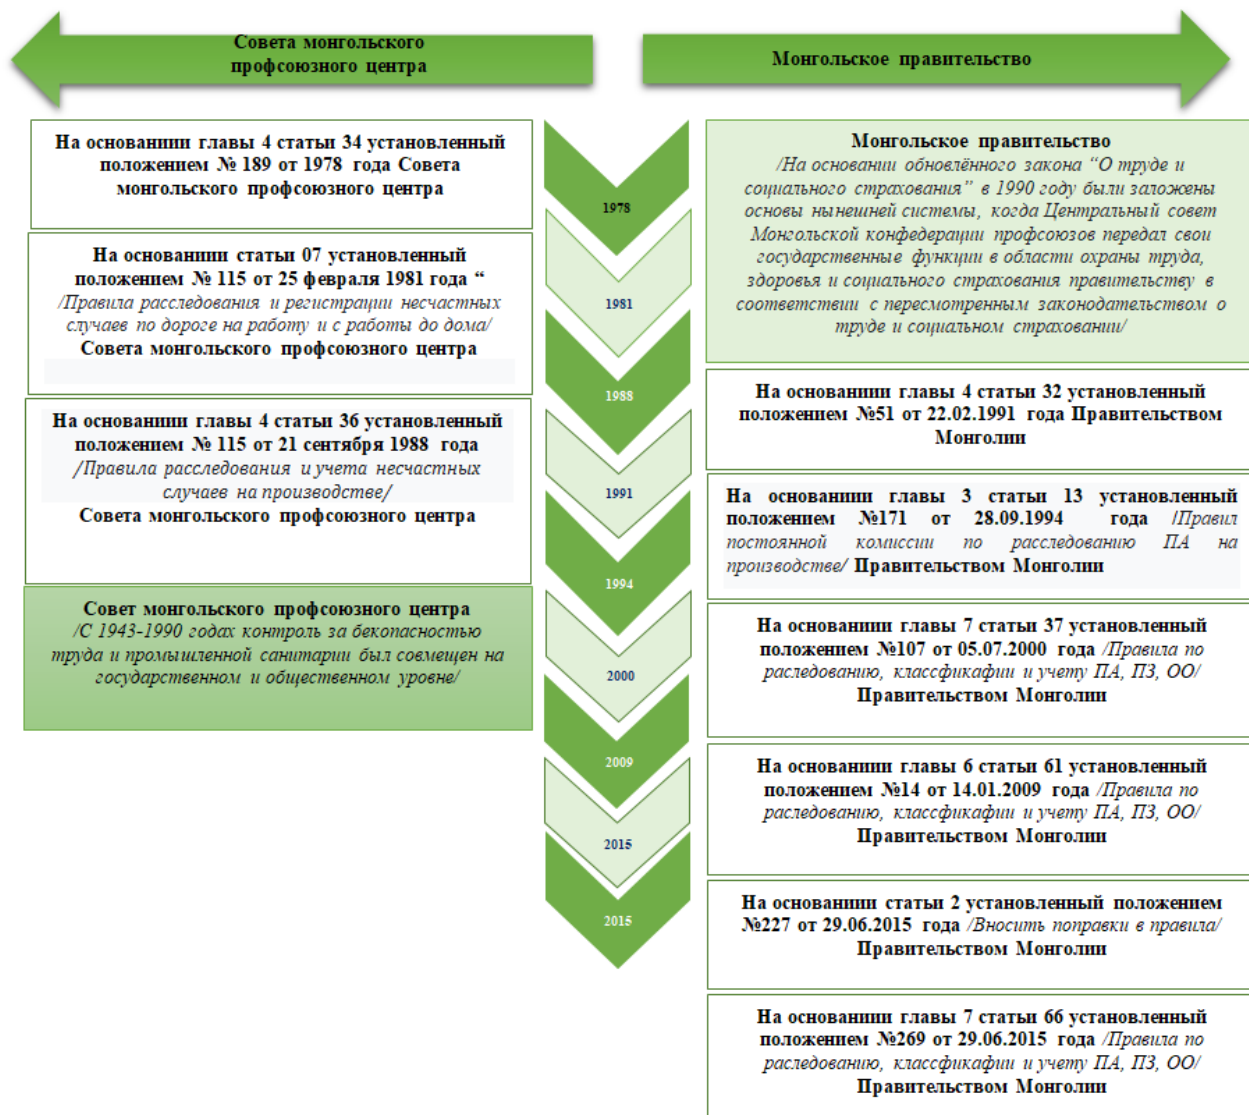 Совета монгольского
профсоюзного центра
Монгольское правительство
На основаниии главы 4 статьи 34 установленный
положением № 189 от 1978 года Совета
монгольского профсоюзного центра
На основаниии статьи 07 установленный
положением № 115 от 25 февраля 1981 года “
/Правила расследования и регистрации несчастных
случаев по дороге на работу и с работы до дома/
Совета монгольского профсоюзного центра
На основаниии главы 4 статьи 36 установленный
положением № 115 от 21 сентября 1988 года
/Правила расследования и учета несчастных
случаев на производстве/
Совета монгольского профсоюзного центра
Совет монгольского профсоюзного центра
/С 1943-1990 годах контроль за бекопасностью
труда и промышленной санитарии был совмещен на
государственном и общественном уровне/
1978
1981
1988
1991
1994
2000
2009
2015
2015
Монгольское правительство
/На основании обновлённого закона “О труде и
социального страхования” в 1990 году были заложены
основы нынешней системы, когда Центральный совет
Монгольской конфедерации профсоюзов передал свои
государственные функции в области охраны труда,
здоровья и социального страхования правительству в
соответствии с пересмотренным законодательством о
труде и социальном страховании/
На основаниии главы 4 статьи 32 установленный
положением №51 от 22.02.1991 года Правительством
Монголии
На основаниии главы 3 статьи 13 установленный
положением №171 от 28.09.1994 года /Правил
постоянной комиссии по расследованию ПА на
производстве/ Правительством Монголии
На основаниии главы 7 статьи 37 установленный
положением №107 от 05.07.2000 года /Правила по
раследованию, классфикафии и учету ПА, ПЗ, ОО/
Правительством Монголии
На основаниии главы 6 статьи 61 установленный
положением №14 от 14.01.2009 года /Правила по
раследованию, классфикафии и учету ПА, ПЗ, ОО/
Правительством Монголии
На основаниии статьи 2 установленный положением
№227 от 29.06.2015 года /Вносить поправки в правила/
Правительством Монголии
На основаниии главы 7 статьи 66 установленный
положением №269 от 29.06.2015 года /Правила по
раследованию, классфикафии и учету ПА, ПЗ, ОО/
Правительством Монголии